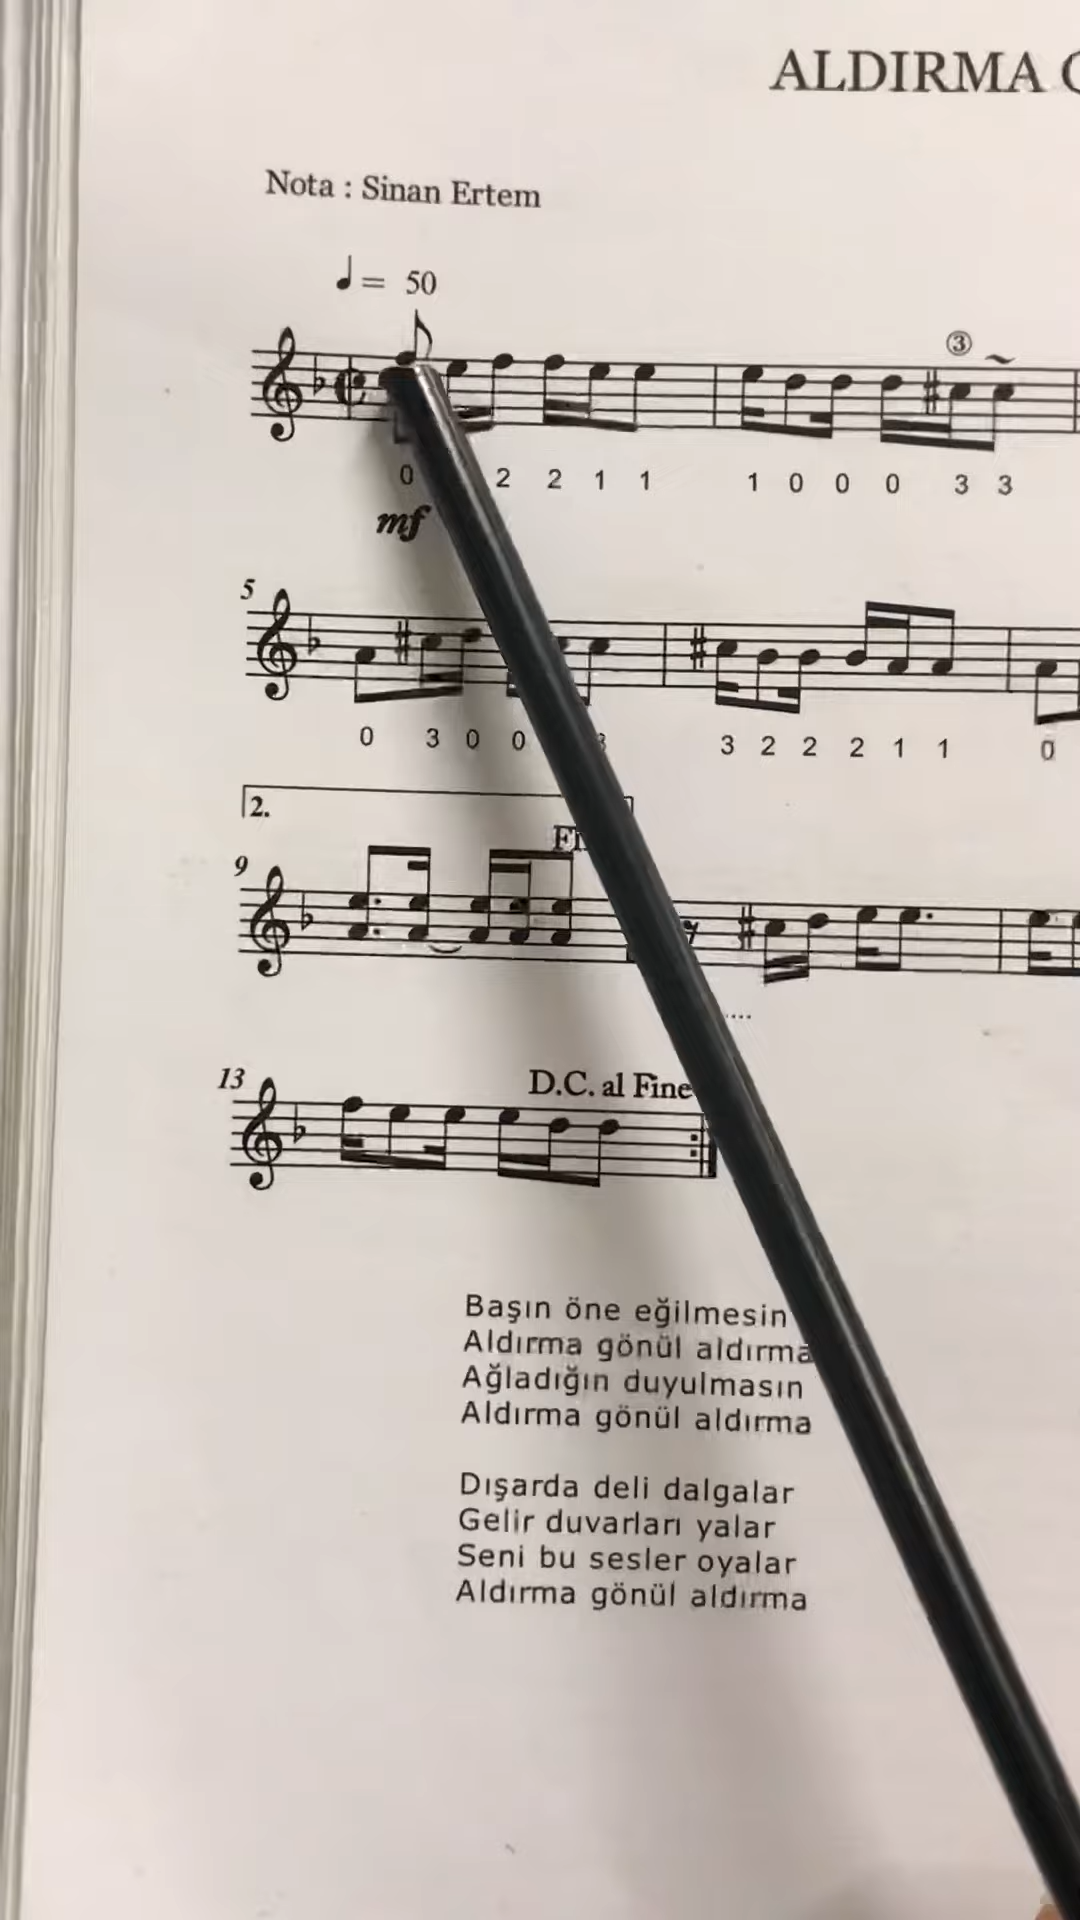 ALDIRMA
Nota : Sinan Ertem
♩ = 50
③
0 2 2 1 1 1 0 0 0 3 3
mf
5
0 3 0 0 3 2 2 2 1 1 0
2.
9
....
13
D.C. al Fine
Başın öne eğilmesin
Aldırma gönül aldırma
Ağladığın duyulmasın
Aldırma gönül aldırma
Dışarda deli dalgalar
Gelir duvarları yalar
Seni bu sesler oyalar
Aldırma gönül aldırma